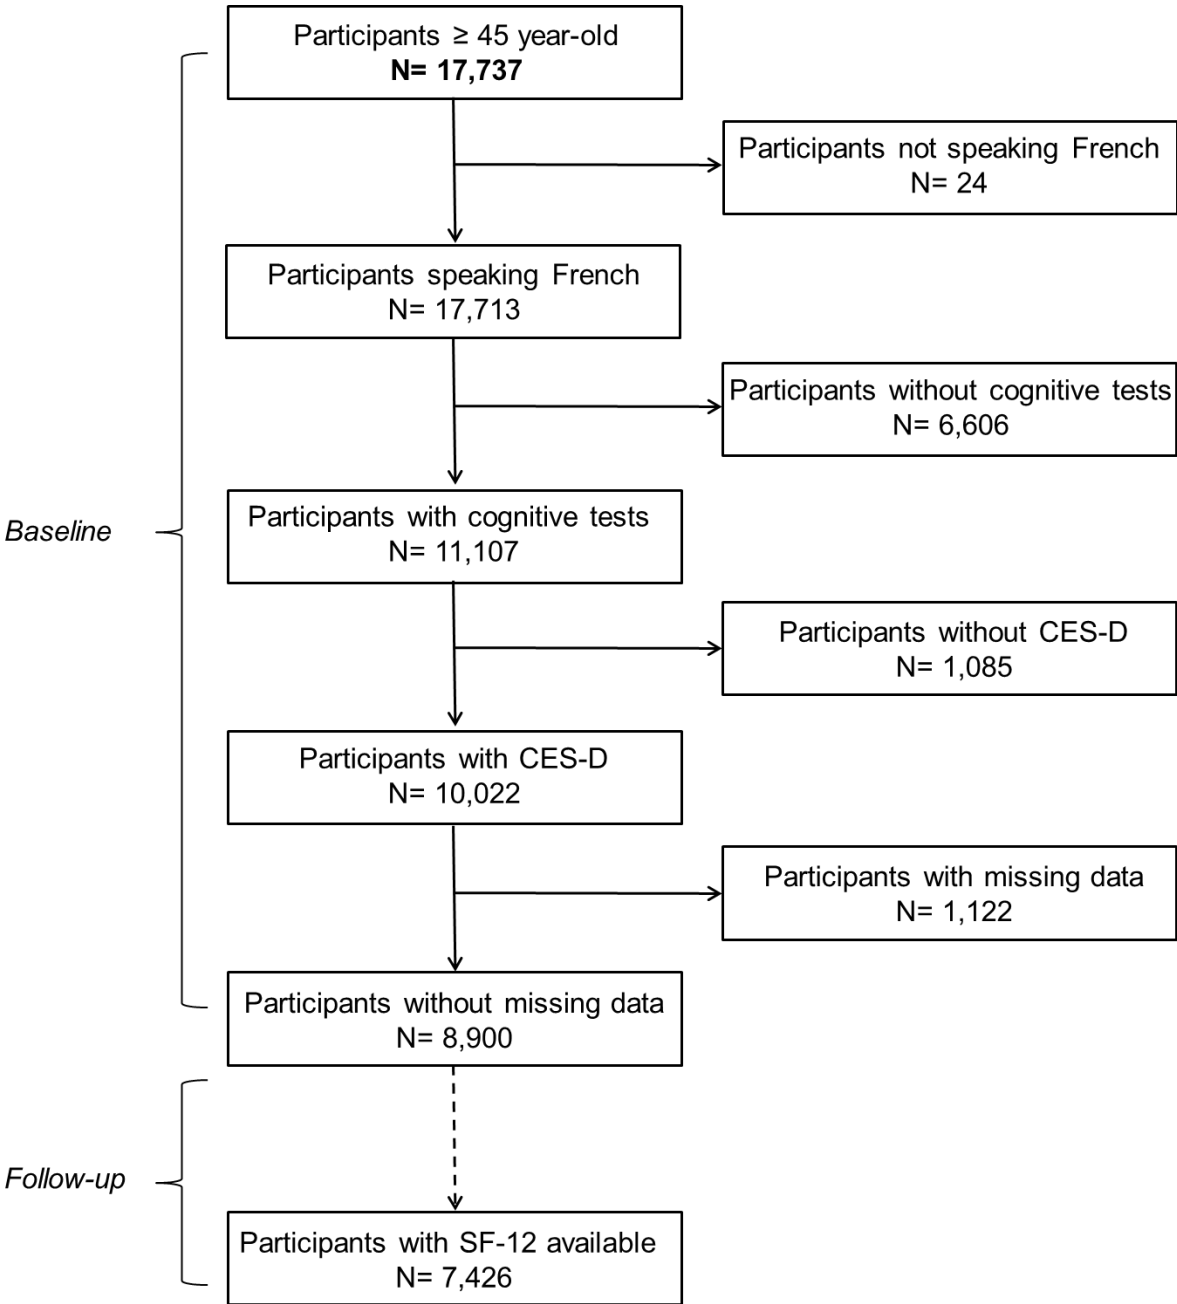 Participants ≥ 45 year-old
N= 17,737
Participants not speaking French
N= 24
Participants speaking French
N= 17,713
Participants without cognitive tests
N= 6,606
Baseline
Participants with cognitive tests
N= 11,107
Participants without CES-D
N= 1,085
Participants with CES-D
N= 10,022
Participants with missing data
N= 1,122
Participants without missing data
N= 8,900
Follow-up
Participants with SF-12 available
N= 7,426